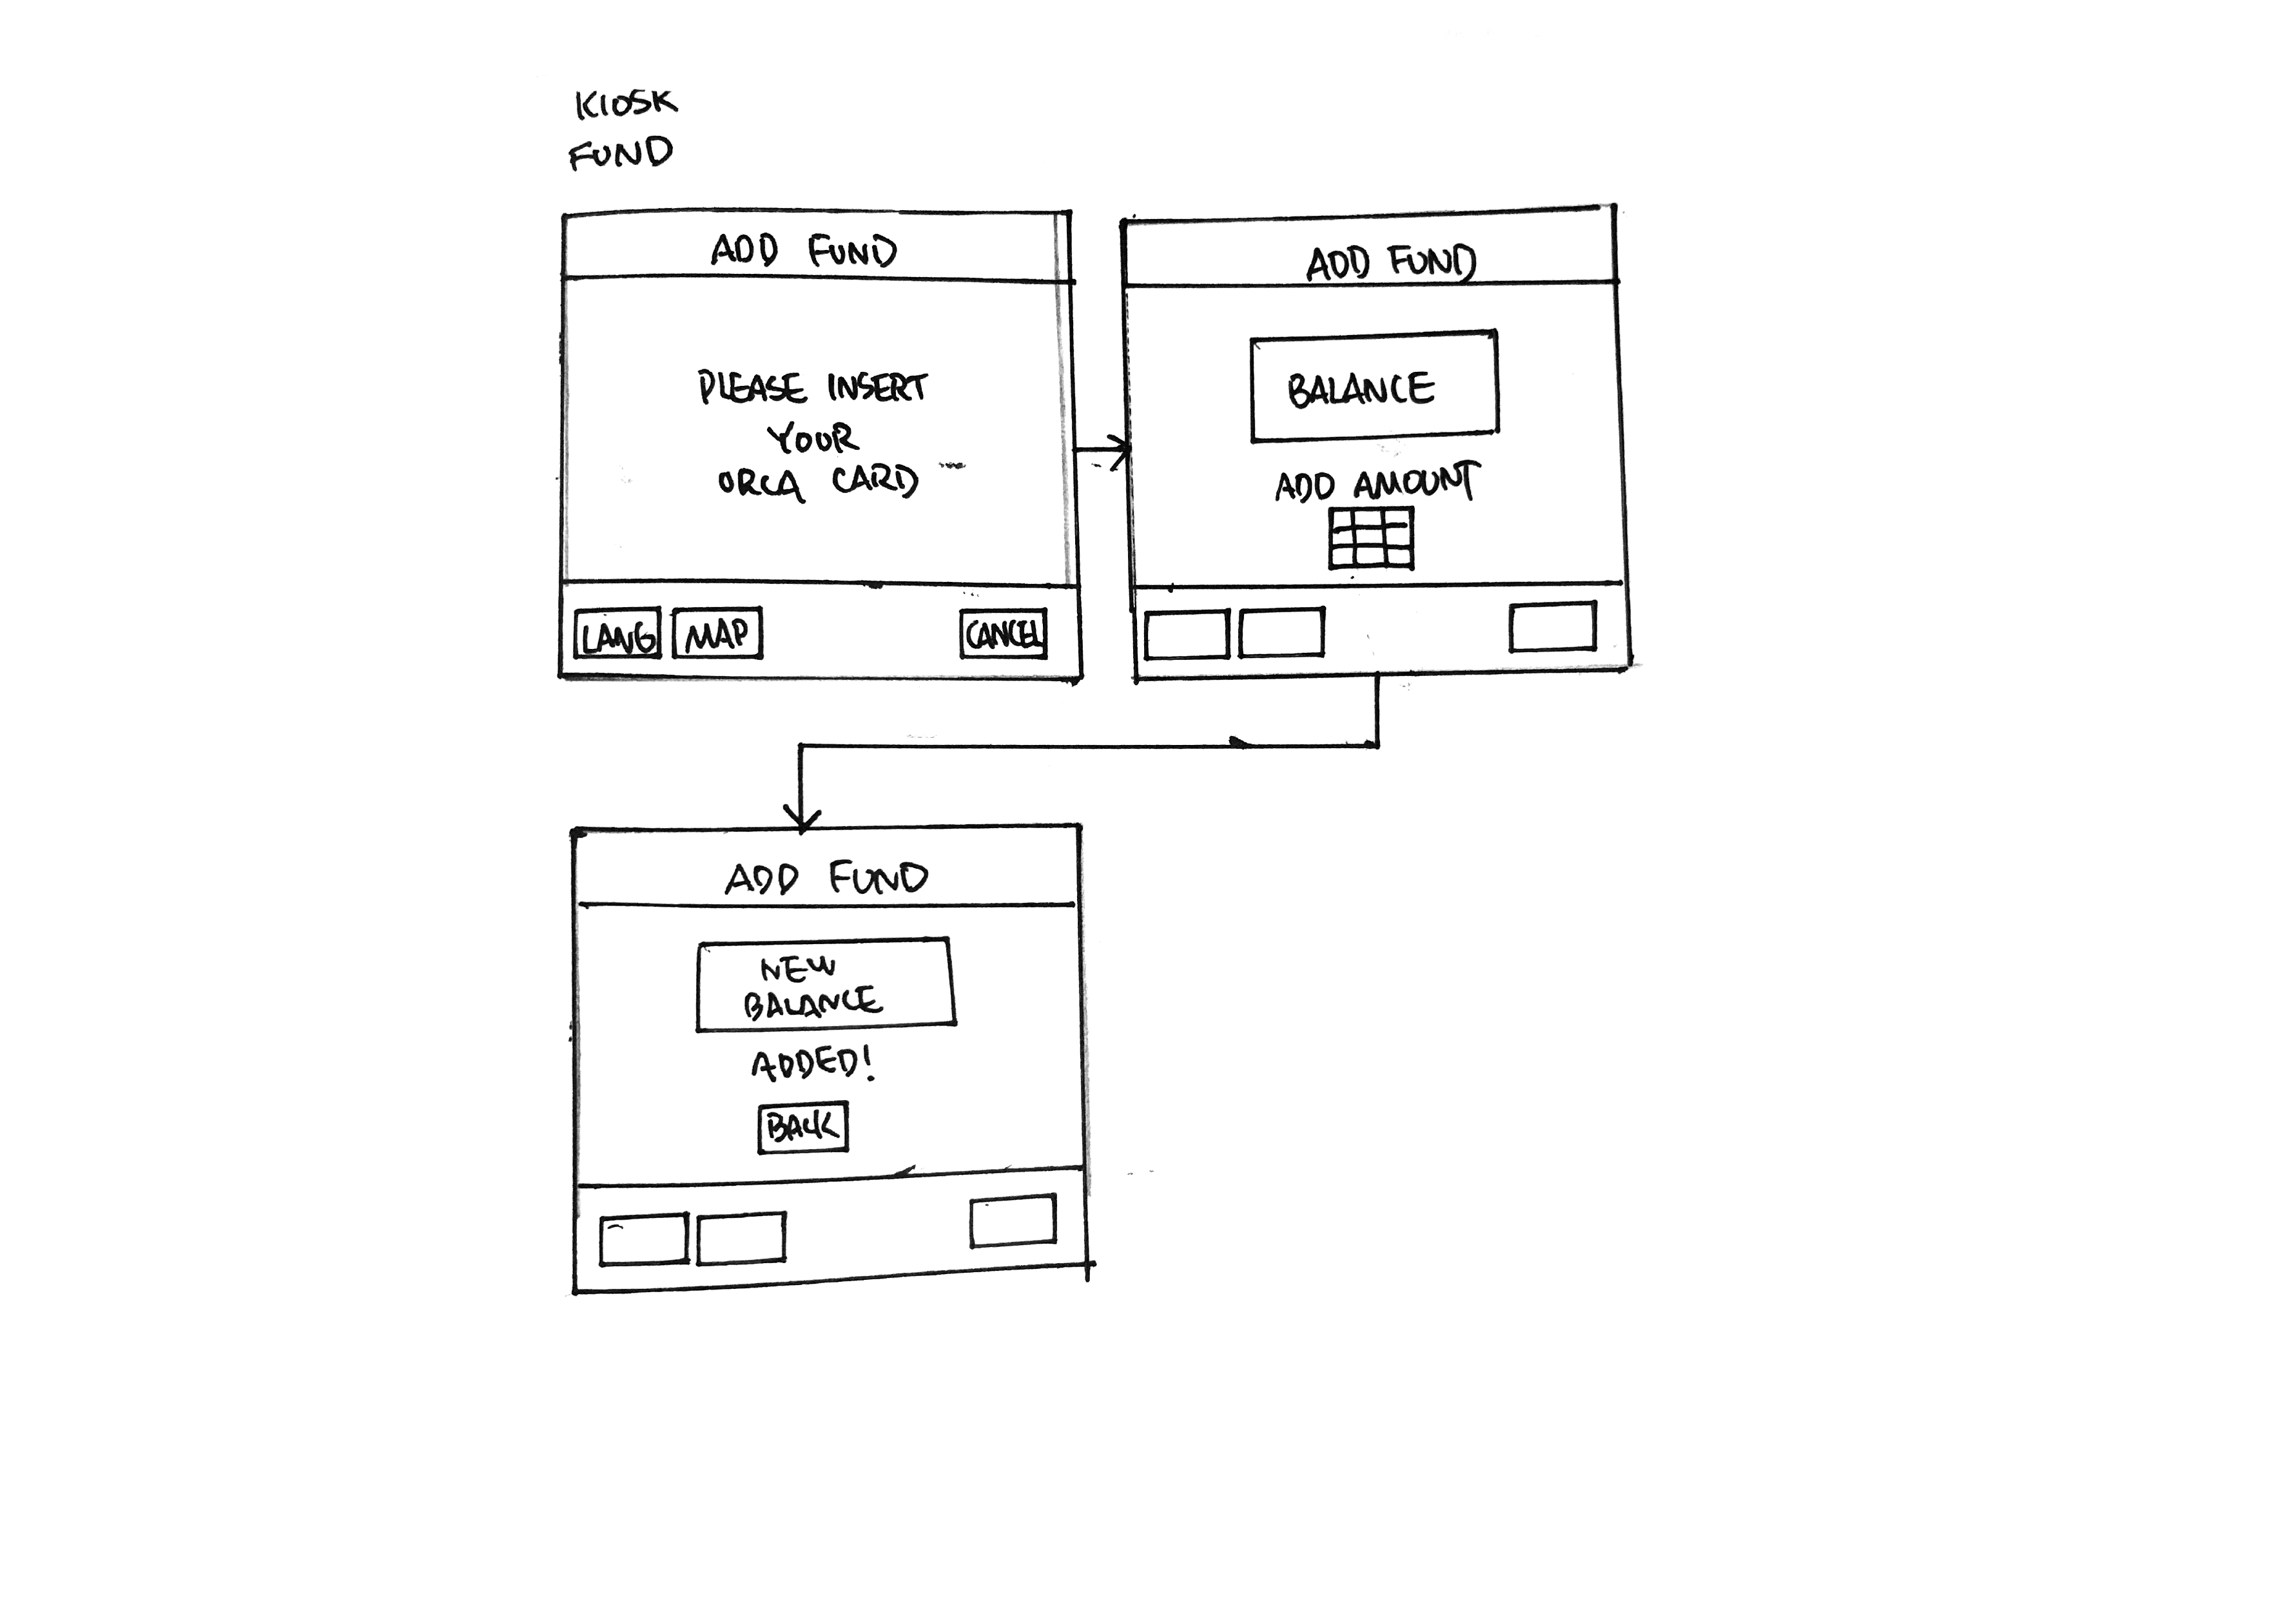 KIOSK
FUND
ADD FUND
PLEASE INSERT
YOUR
ORCA CARD
LANG MAP CANCEL
ADD FUND
BALANCE
ADD AMOUNT
ADD FUND
NEW
BALANCE
ADDED!
BACK